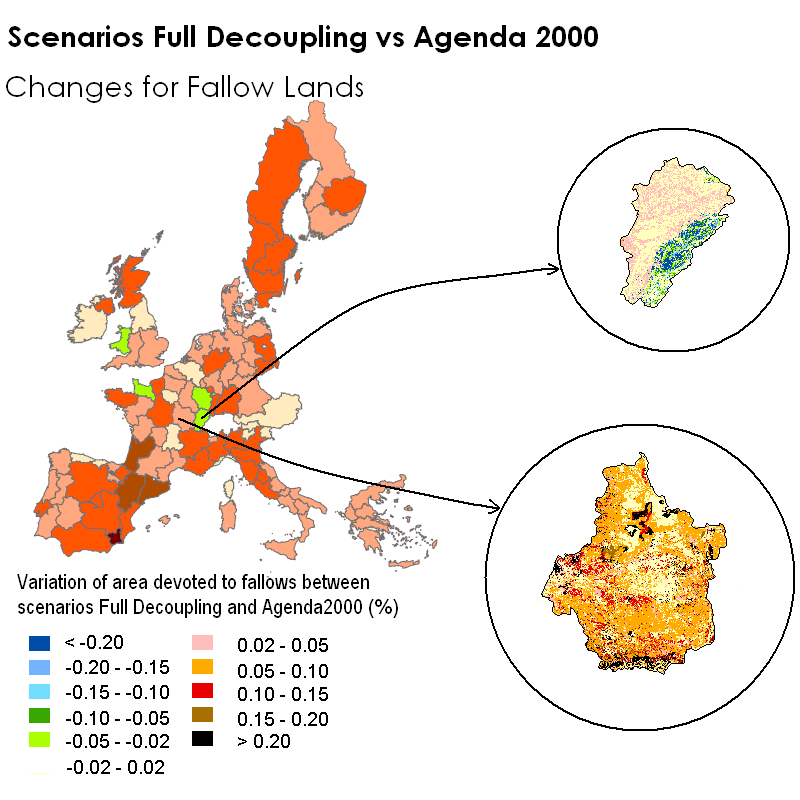 Scenarios Full Decoupling vs Agenda 2000
Changes for Fallow Lands
Variation of area devoted to fallows between
scenarios Full Decoupling and Agenda2000 (%)
< -0.20
-0.20 - -0.15
-0.15 - -0.10
-0.10 - -0.05
-0.05 - -0.02
-0.02 - 0.02
0.02 - 0.05
0.05 - 0.10
0.10 - 0.15
0.15 - 0.20
> 0.20